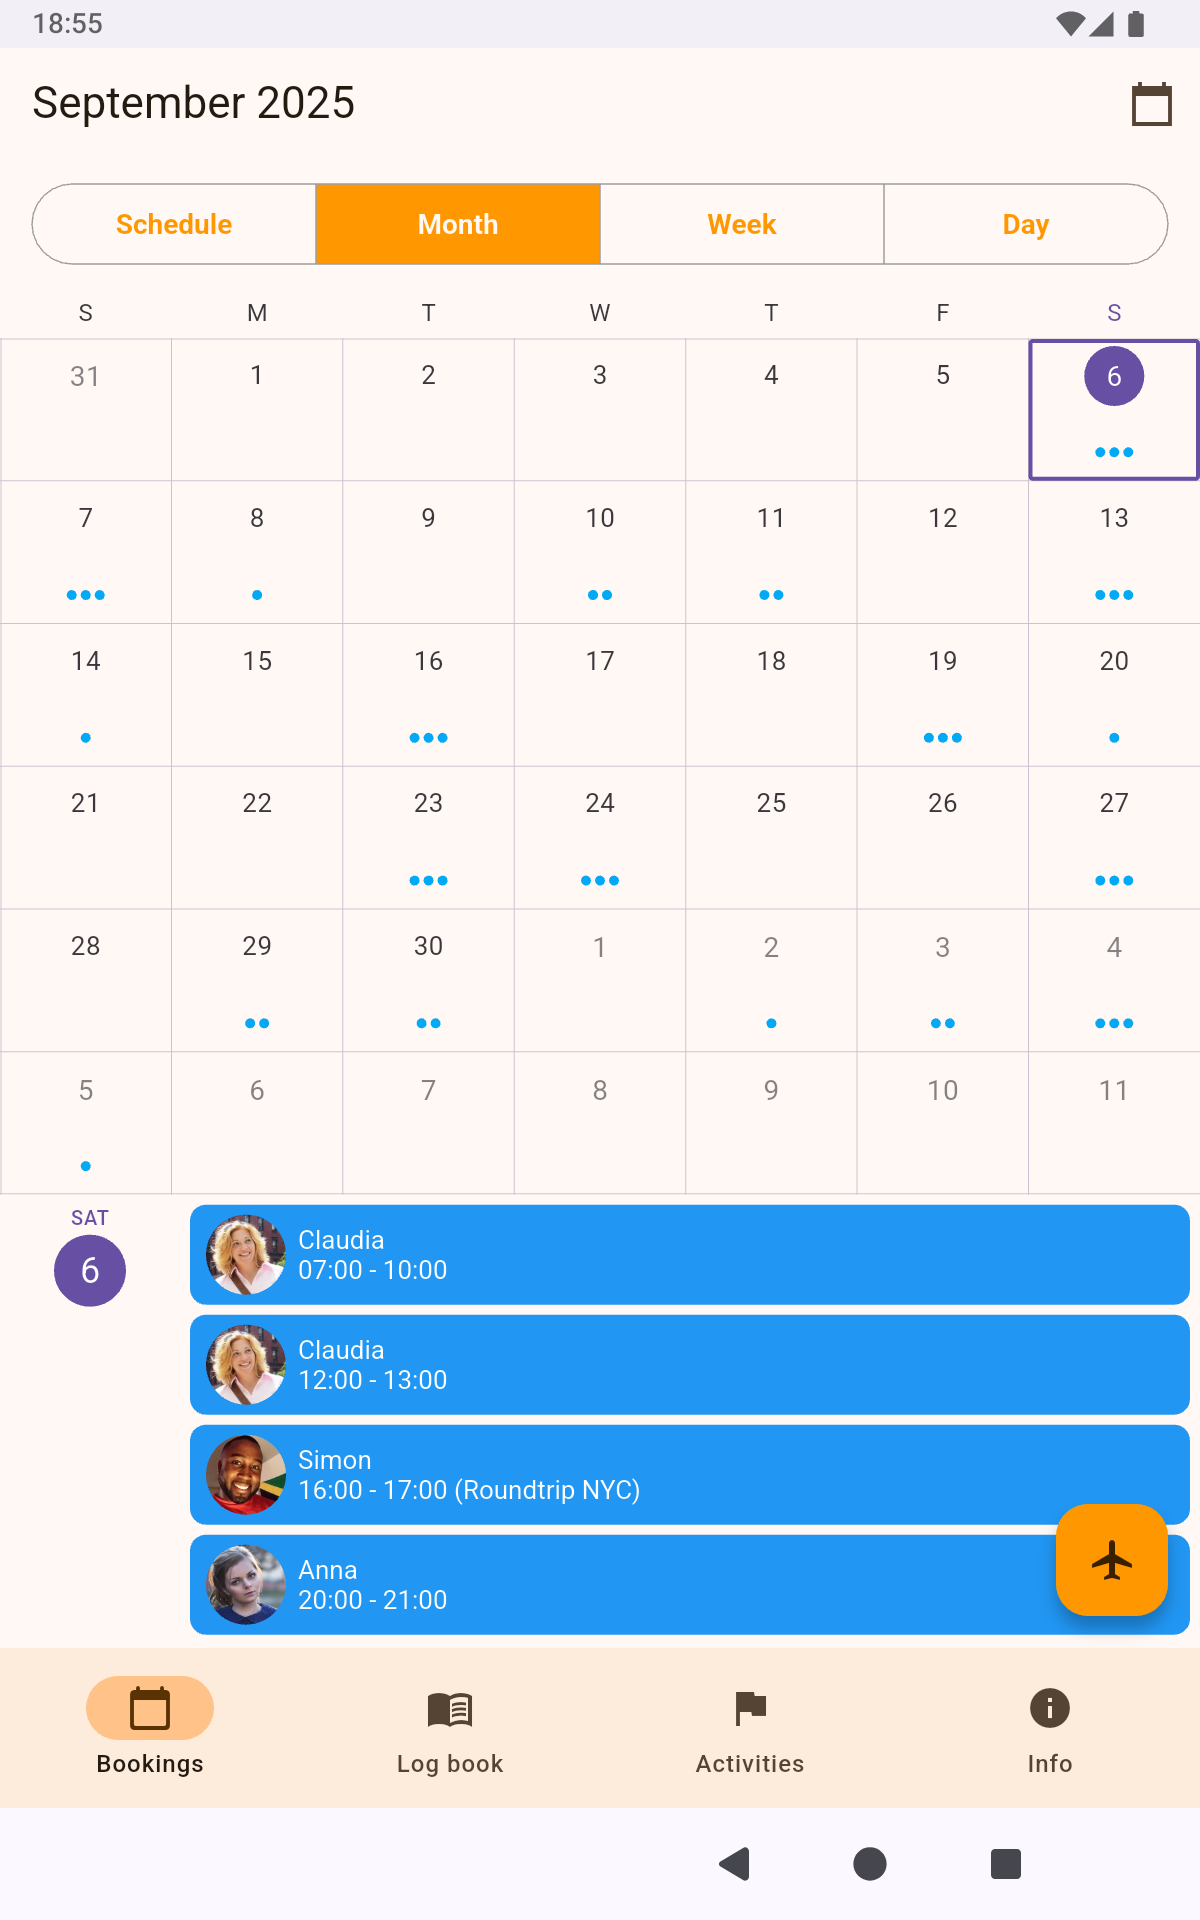 18:55
September 2025
Schedule Month Week Day
S M T W T F S
31 1 2 3 4 5 6
7 8 9 10 11 12 13
14 15 16 17 18 19 20
21 22 23 24 25 26 27
28 29 30 1 2 3 4
5 6 7 8 9 10 11
SAT
6
Claudia
07:00 - 10:00
Claudia
12:00 - 13:00
Simon
16:00 - 17:00 (Roundtrip NYC)
Anna
20:00 - 21:00
Bookings Log book Activities Info